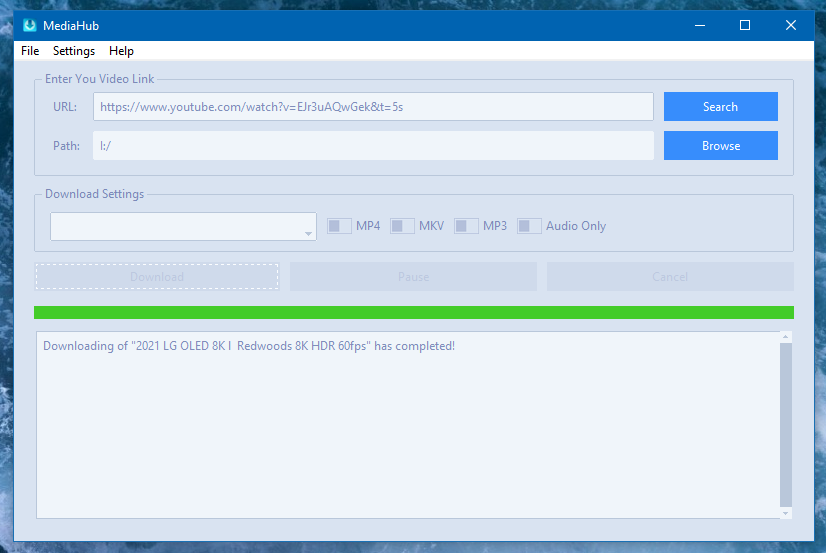 MediaHub
File Settings Help
Enter You Video Link
URL: https://www.youtube.com/watch?v=EJr3uAQwGek&t=5s Search
Path: I:/ Browse
Download Settings
MP4 MKV MP3 Audio Only
Download Pause Cancel
Downloading of "2021 LG OLED 8K l  Redwoods 8K HDR 60fps" has completed!